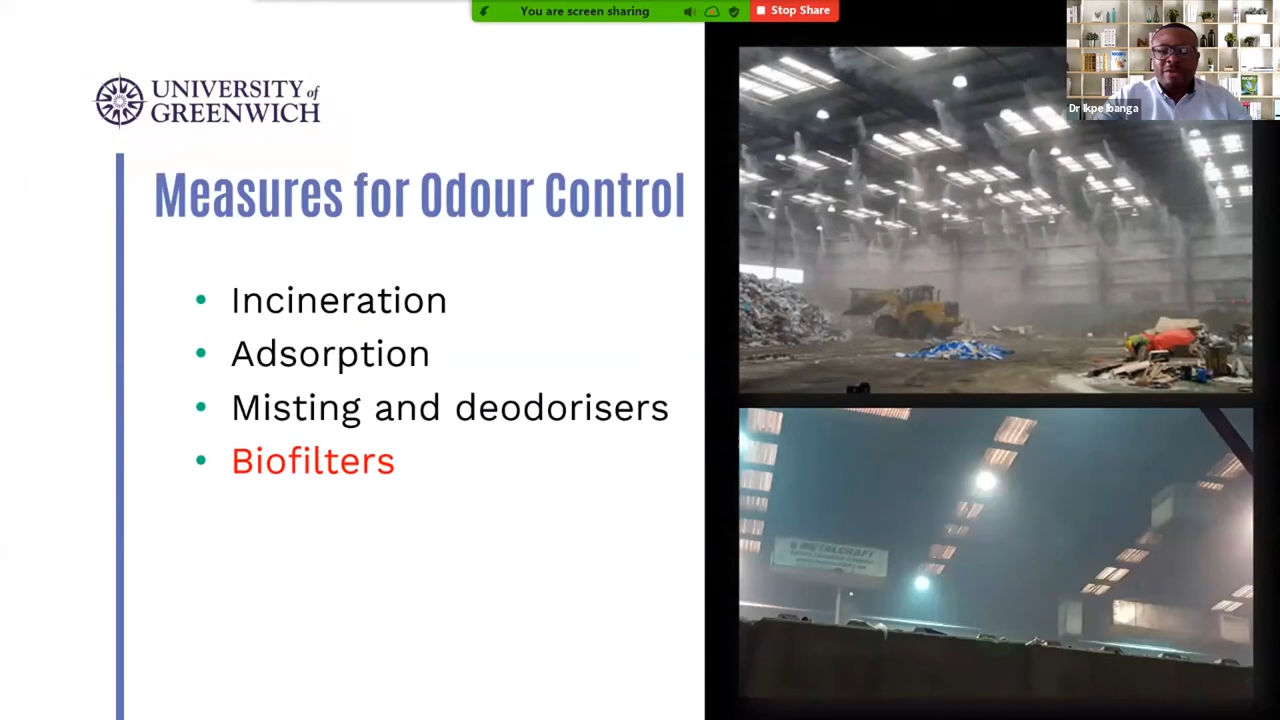 You are screen sharing
Stop Share
UNIVERSITY of
GREENWICH
Dr Ikpe Ibanga
Measures for Odour Control
• Incineration
• Adsorption
• Misting and deodorisers
• Biofilters
METALCRAFT